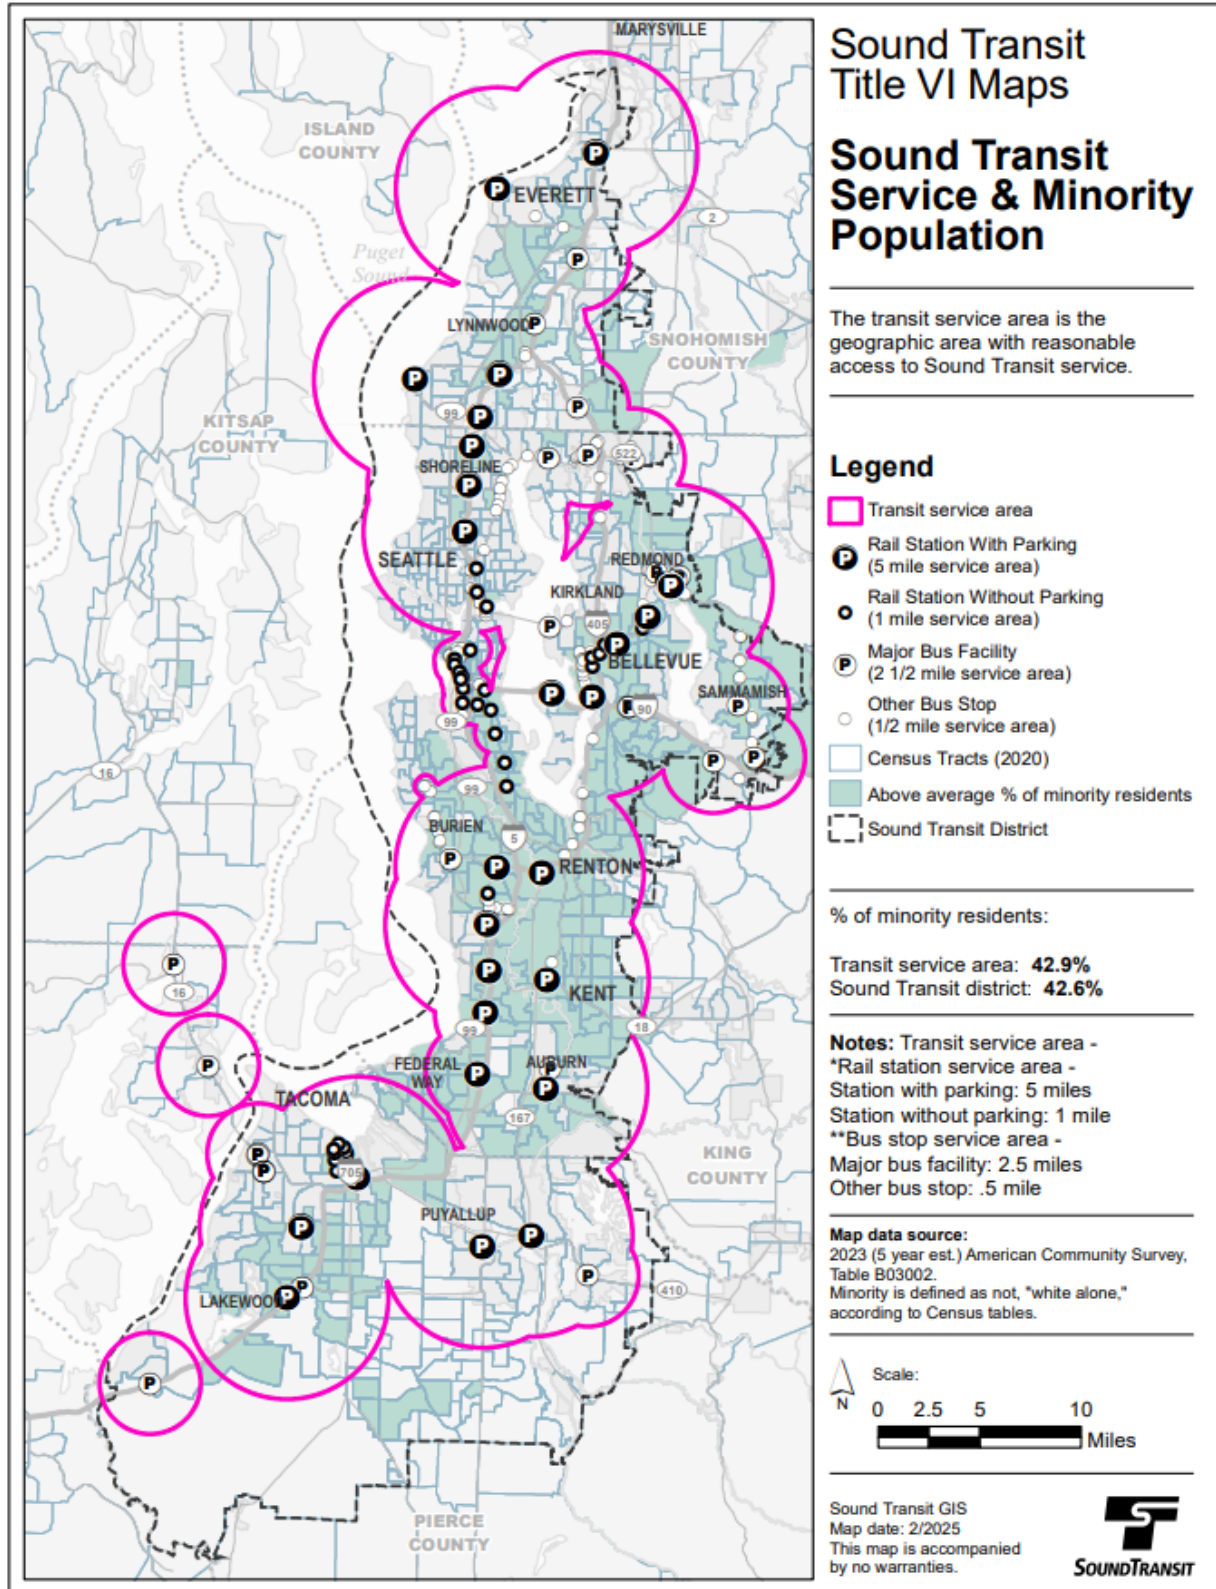 MARYSVILLE
ISLAND
COUNTY
P
P
EVERETT
2
Puget
Sound
P
LYNNWOOD
P
SNOHOMISH
COUNTY
P
P
P
99
P
KITSAP
COUNTY
P
SHORELINE
P
P
522
P
P
SEATTLE
REDMOND
P
P
KIRKLAND
405
P
P
P
BELLEVUE
SAMMAMISH
P
P
P
90
P
99
P
P
16
99
BURIEN
5
P
P
P
RENTON
P
P
16
P
P
KENT
P
99
18
P
FEDERAL
WAY
P
AUBURN
P
P
TACOMA
167
P
P
705
P
KING
COUNTY
PUYALLUP
P
P
P
P
P
410
LAKEWOOD
P
P
P
PIERCE
COUNTY
Sound Transit
Title VI Maps
Sound Transit
Service & Minority
Population
The transit service area is the
geographic area with reasonable
access to Sound Transit service.
Legend
Transit service area
P
Rail Station With Parking
(5 mile service area)
Rail Station Without Parking
(1 mile service area)
P
Major Bus Facility
(2 1/2 mile service area)
Other Bus Stop
(1/2 mile service area)
Census Tracts (2020)
Above average % of minority residents
Sound Transit District
% of minority residents:
Transit service area: 42.9%
Sound Transit district: 42.6%
Notes: Transit service area -
*Rail station service area -
Station with parking: 5 miles
Station without parking: 1 mile
**Bus stop service area -
Major bus facility: 2.5 miles
Other bus stop: .5 mile
Map data source:
2023 (5 year est.) American Community Survey,
Table B03002.
Minority is defined as not, "white alone,"
according to Census tables.
N
Scale:
0 2.5 5 10
Miles
Sound Transit GIS
Map date: 2/2025
This map is accompanied
by no warranties.
SOUNDTRANSIT